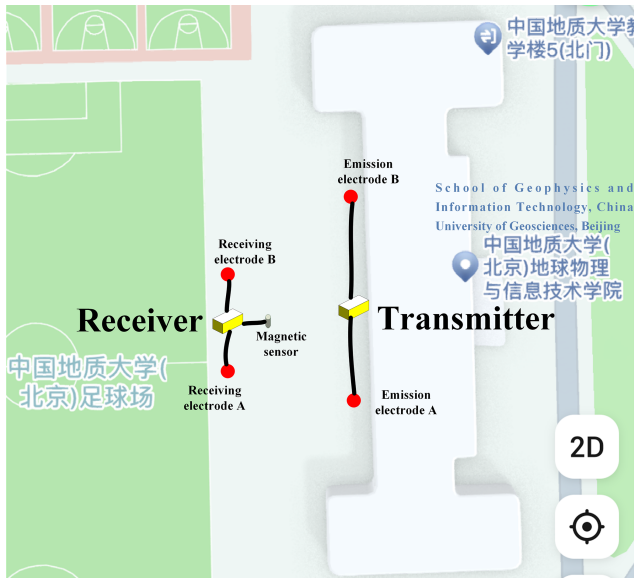 中国地质大学教
学楼5(北门)
Emission
electrode B
School of Geophysics and
Information Technology, China
University of Geosciences, Beijing
中国地质大学(
北京)地球物理
与信息技术学院
Receiving
electrode B
Receiver
Magnetic
sensor
Transmitter
中国地质大学(
北京)足球场
Receiving
electrode A
Emission
electrode A
2D